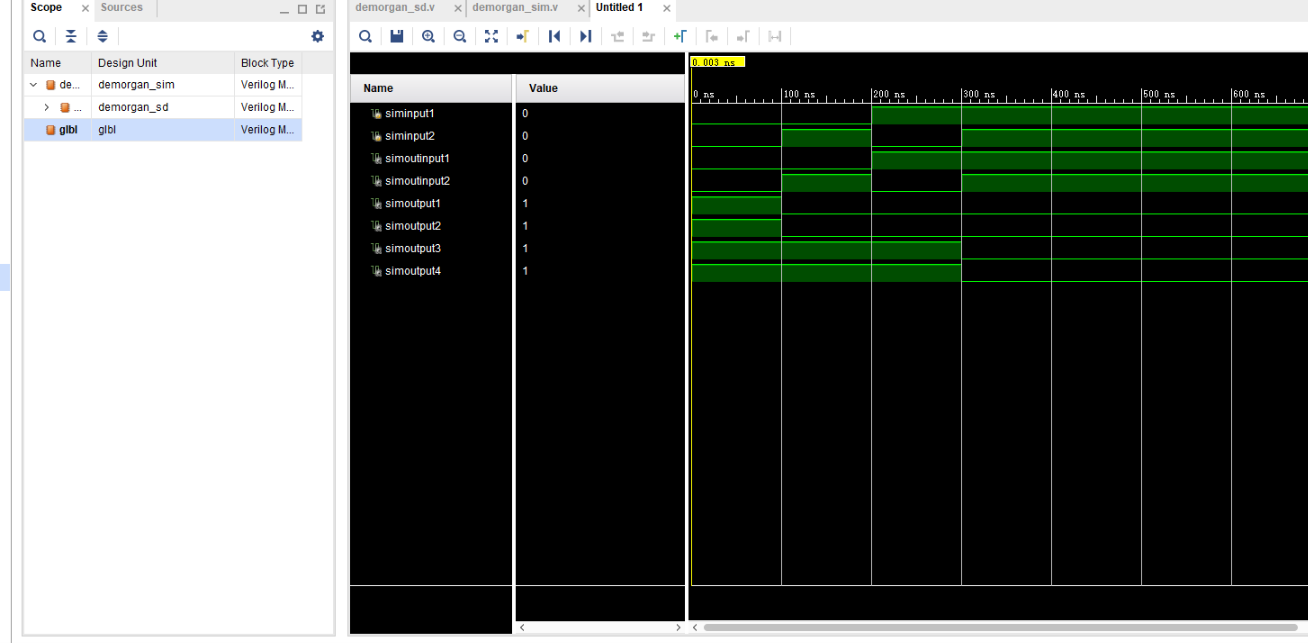 Scope × Sources
Name Design Unit Block Type
de... demorgan_sim Verilog M...
... demorgan_sd Verilog M...
glbl glbl Verilog M...
demorgan_sd.v × demorgan_sim.v × Untitled 1 ×
0.003 ns
Name Value
0 ns 100 ns 200 ns 300 ns 400 ns 500 ns 600 ns
siminput1 0
siminput2 0
simoutinput1 0
simoutinput2 0
simoutput1 1
simoutput2 1
simoutput3 1
simoutput4 1